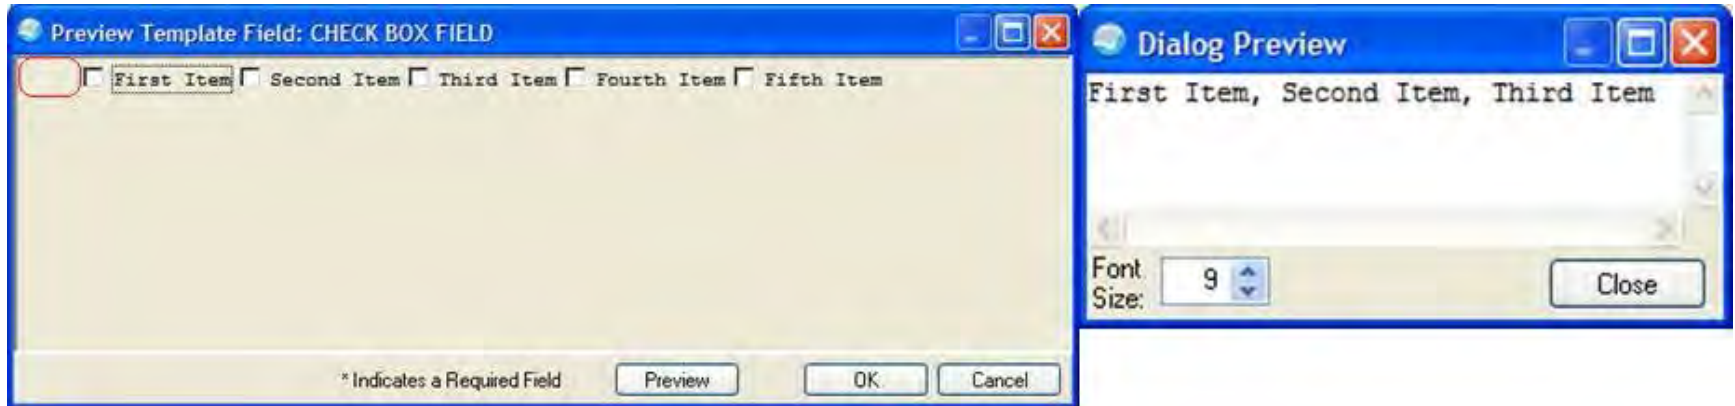 Preview Template Field: CHECK BOX FIELD
First Item Second Item Third Item Fourth Item Fifth Item
* Indicates a Required Field Preview OK Cancel
Dialog Preview
First Item, Second Item, Third Item
Font
Size: 9 Close